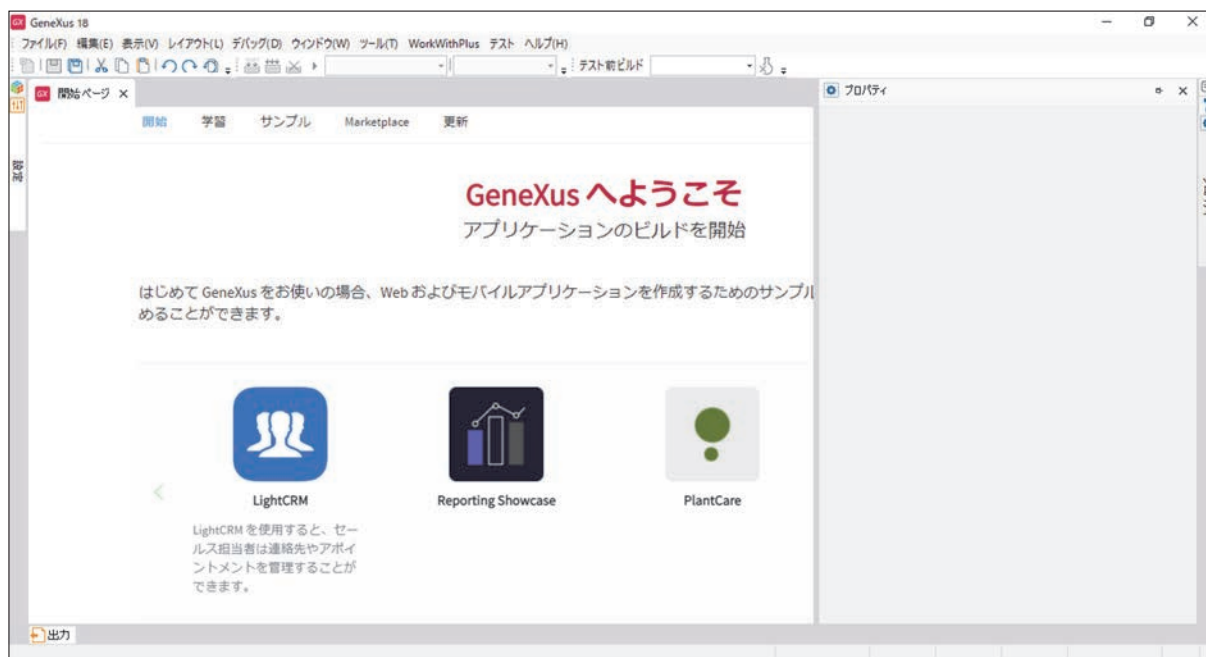 GX GeneXus 18
ファイル(F) 編集(E) 表示(V) レイアウト(L) デバッグ(D) ウィンドウ(W) ツール(T) WorkWithPlus テスト ヘルプ(H)
テスト前ビルド
GX 開始ページ
プロパティ
開始 学習 サンプル Marketplace 更新
設定
GeneXus へようこそ
アプリケーションのビルドを開始
はじめて GeneXus をお使いの場合、Web およびモバイルアプリケーションを作成するためのサンプル
めることができます。
LightCRM Reporting Showcase PlantCare
LightCRM を使用すると、セー
ルス担当者は連絡先やアポイ
ントメントを管理することが
できます。
出力